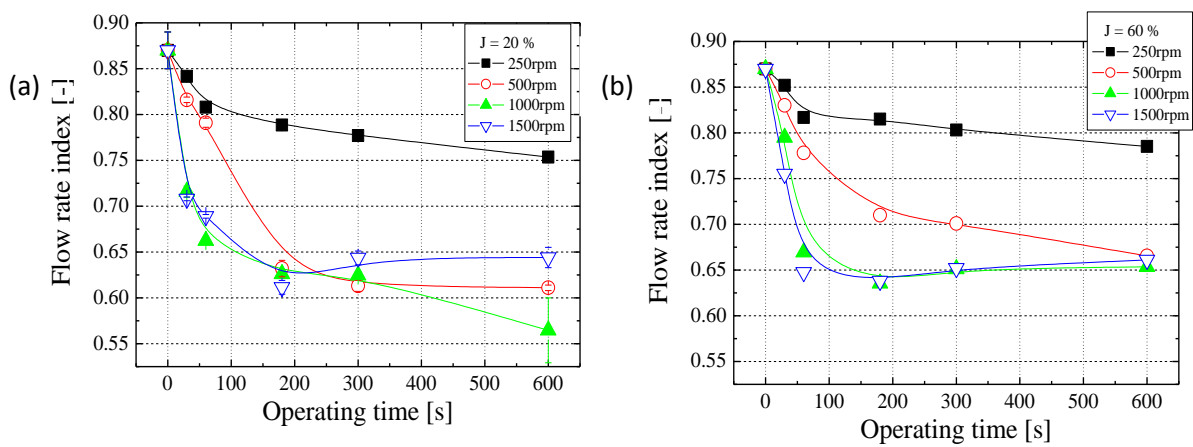 (a)
Flow rate index [-]
0.90
0.85
0.80
0.75
0.70
0.65
0.60
0.55
J = 20 %
250rpm
500rpm
1000rpm
1500rpm
0 100 200 300 400 500 600
Operating time [s]
(b)
Flow rate index [-]
0.90
0.85
0.80
0.75
0.70
0.65
0.60
0.55
J = 60 %
250rpm
500rpm
1000rpm
1500rpm
0 100 200 300 400 500 600
Operating time [s]